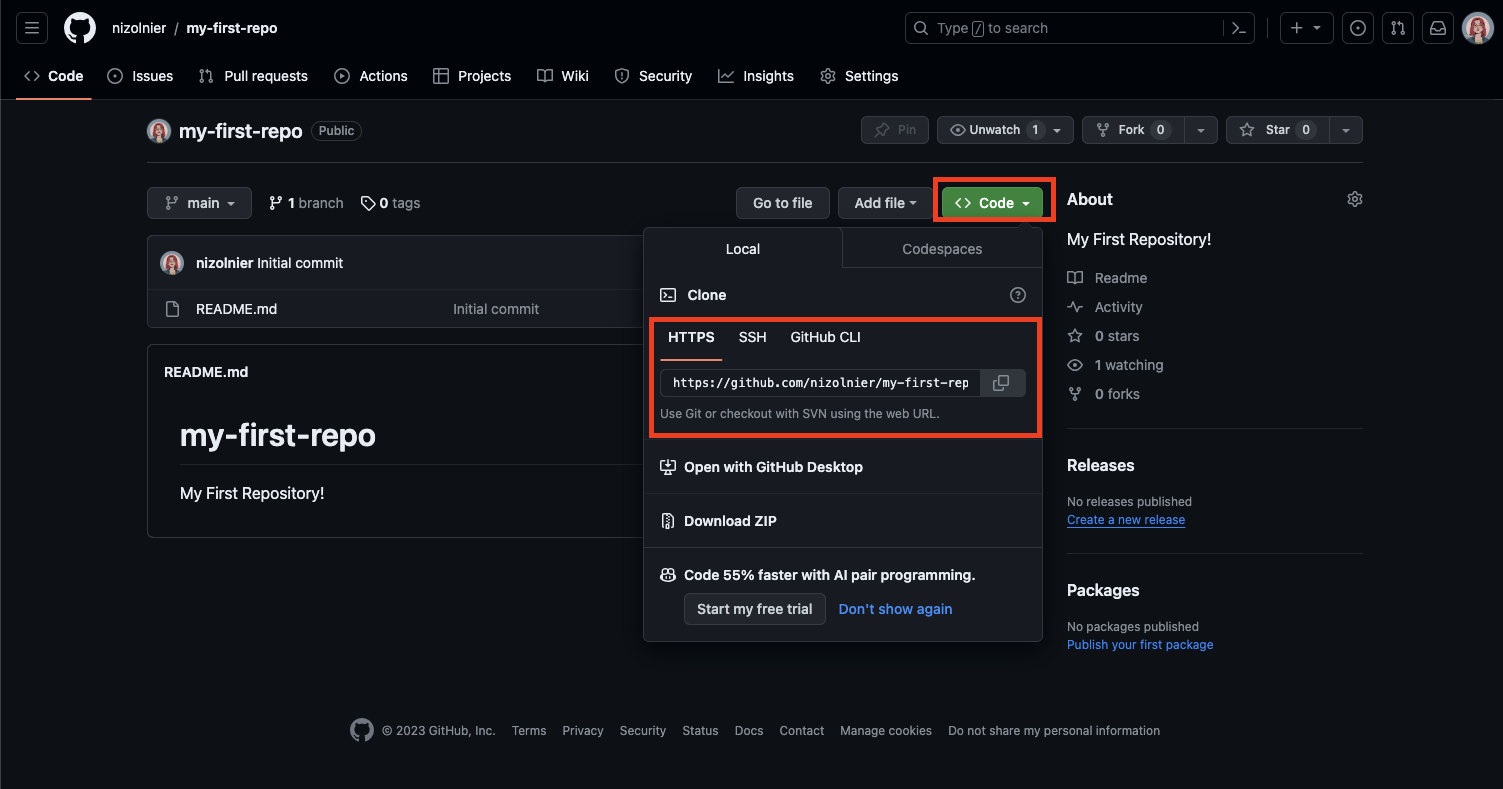 nizolnier / my-first-repo
Type / to search
Code Issues Pull requests Actions Projects Wiki Security Insights Settings
my-first-repo Public
Pin Unwatch 1 Fork 0 Star 0
main 1 branch 0 tags Go to file Add file Code
nizolnier Initial commit
README.md Initial commit
README.md
my-first-repo
My First Repository!
Local Codespaces
Clone
HTTPS SSH GitHub CLI
https://github.com/nizolnier/my-first-rep
Use Git or checkout with SVN using the web URL.
Open with GitHub Desktop
Download ZIP
Code 55% faster with AI pair programming.
Start my free trial Don't show again
About
My First Repository!
Readme
Activity
0 stars
1 watching
0 forks
Releases
No releases published
Create a new release
Packages
No packages published
Publish your first package
© 2023 GitHub, Inc. Terms Privacy Security Status Docs Contact Manage cookies Do not share my personal information